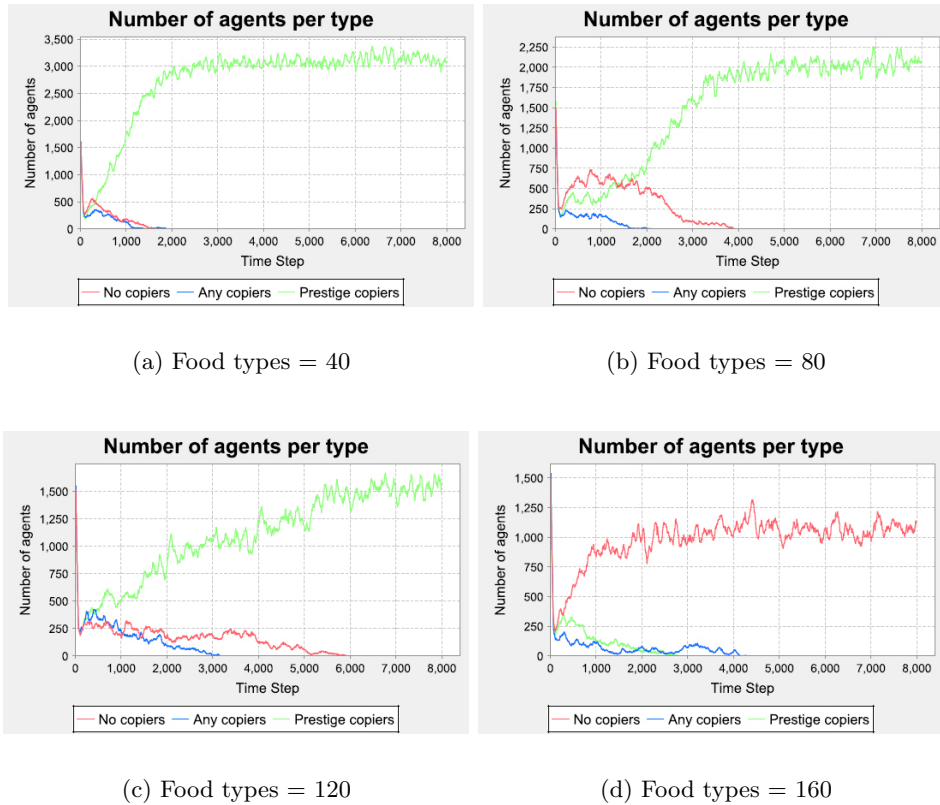 Number of agents per type
3,500
3,000
2,500
2,000
1,500
1,000
500
0
Number of agents
0 1,000 2,000 3,000 4,000 5,000 6,000 7,000 8,000
Time Step
No copiers Any copiers Prestige copiers
(a) Food types = 40
Number of agents per type
2,250
2,000
1,750
1,500
1,250
1,000
750
500
250
0
Number of agents
0 1,000 2,000 3,000 4,000 5,000 6,000 7,000 8,000
Time Step
No copiers Any copiers Prestige copiers
(b) Food types = 80
Number of agents per type
1,500
1,250
1,000
750
500
250
0
Number of agents
0 1,000 2,000 3,000 4,000 5,000 6,000 7,000 8,000
Time Step
No copiers Any copiers Prestige copiers
(c) Food types = 120
Number of agents per type
1,500
1,250
1,000
750
500
250
0
Number of agents
0 1,000 2,000 3,000 4,000 5,000 6,000 7,000 8,000
Time Step
No copiers Any copiers Prestige copiers
(d) Food types = 160